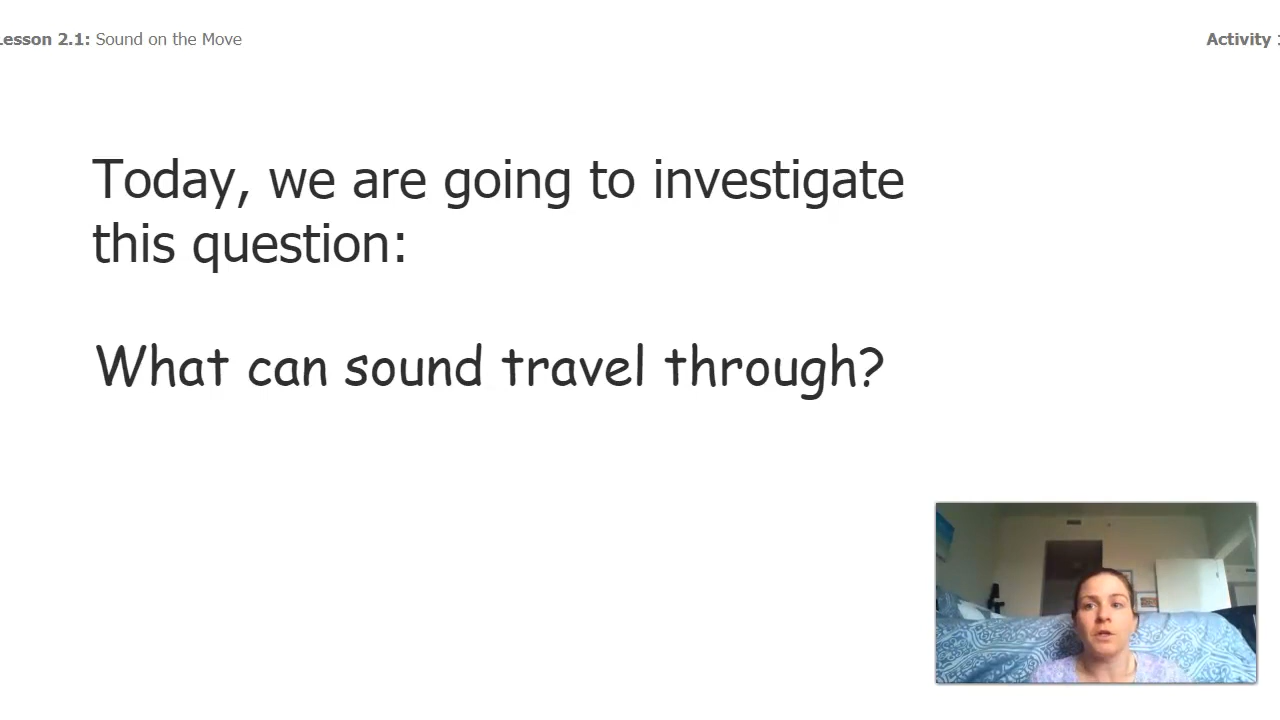 Lesson 2.1: Sound on the Move
Activity
Today, we are going to investigate
this question:
What can sound travel through?